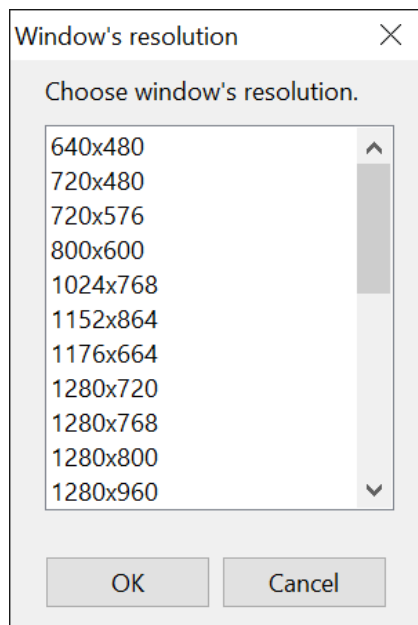 Window's resolution
Choose window's resolution.
640x480
720x480
720x576
800x600
1024x768
1152x864
1176x664
1280x720
1280x768
1280x800
1280x960
OK
Cancel